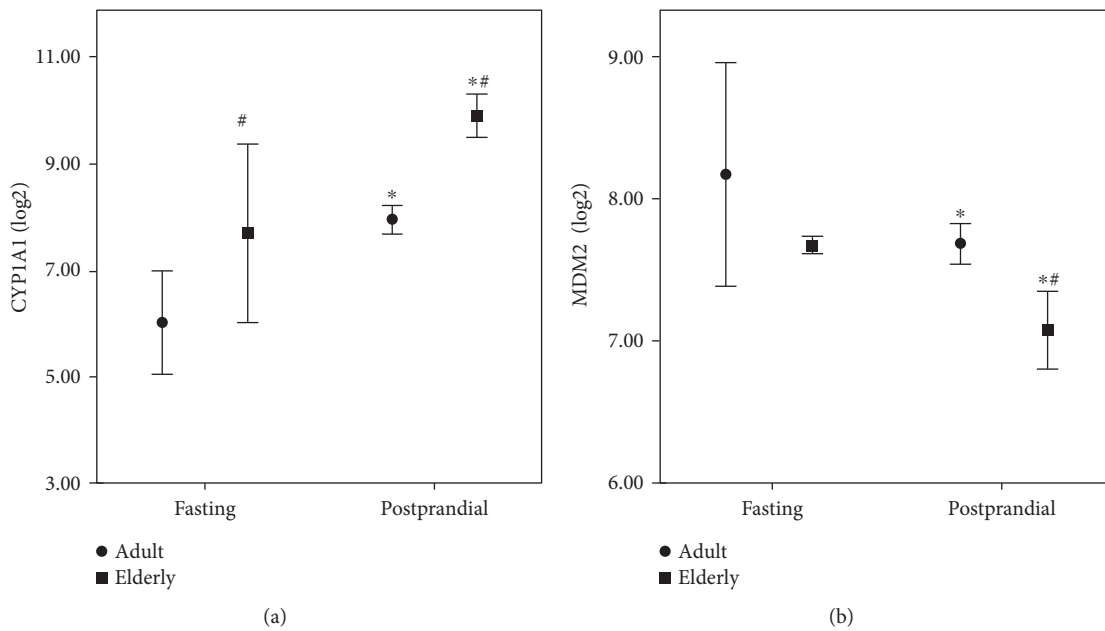 CYP1A1 (log2)
11.00
9.00
7.00
5.00
3.00
#
*
*#
Fasting
Postprandial
Adult
Elderly
(a)
MDM2 (log2)
9.00
8.00
7.00
6.00
*
*#
Fasting
Postprandial
Adult
Elderly
(b)